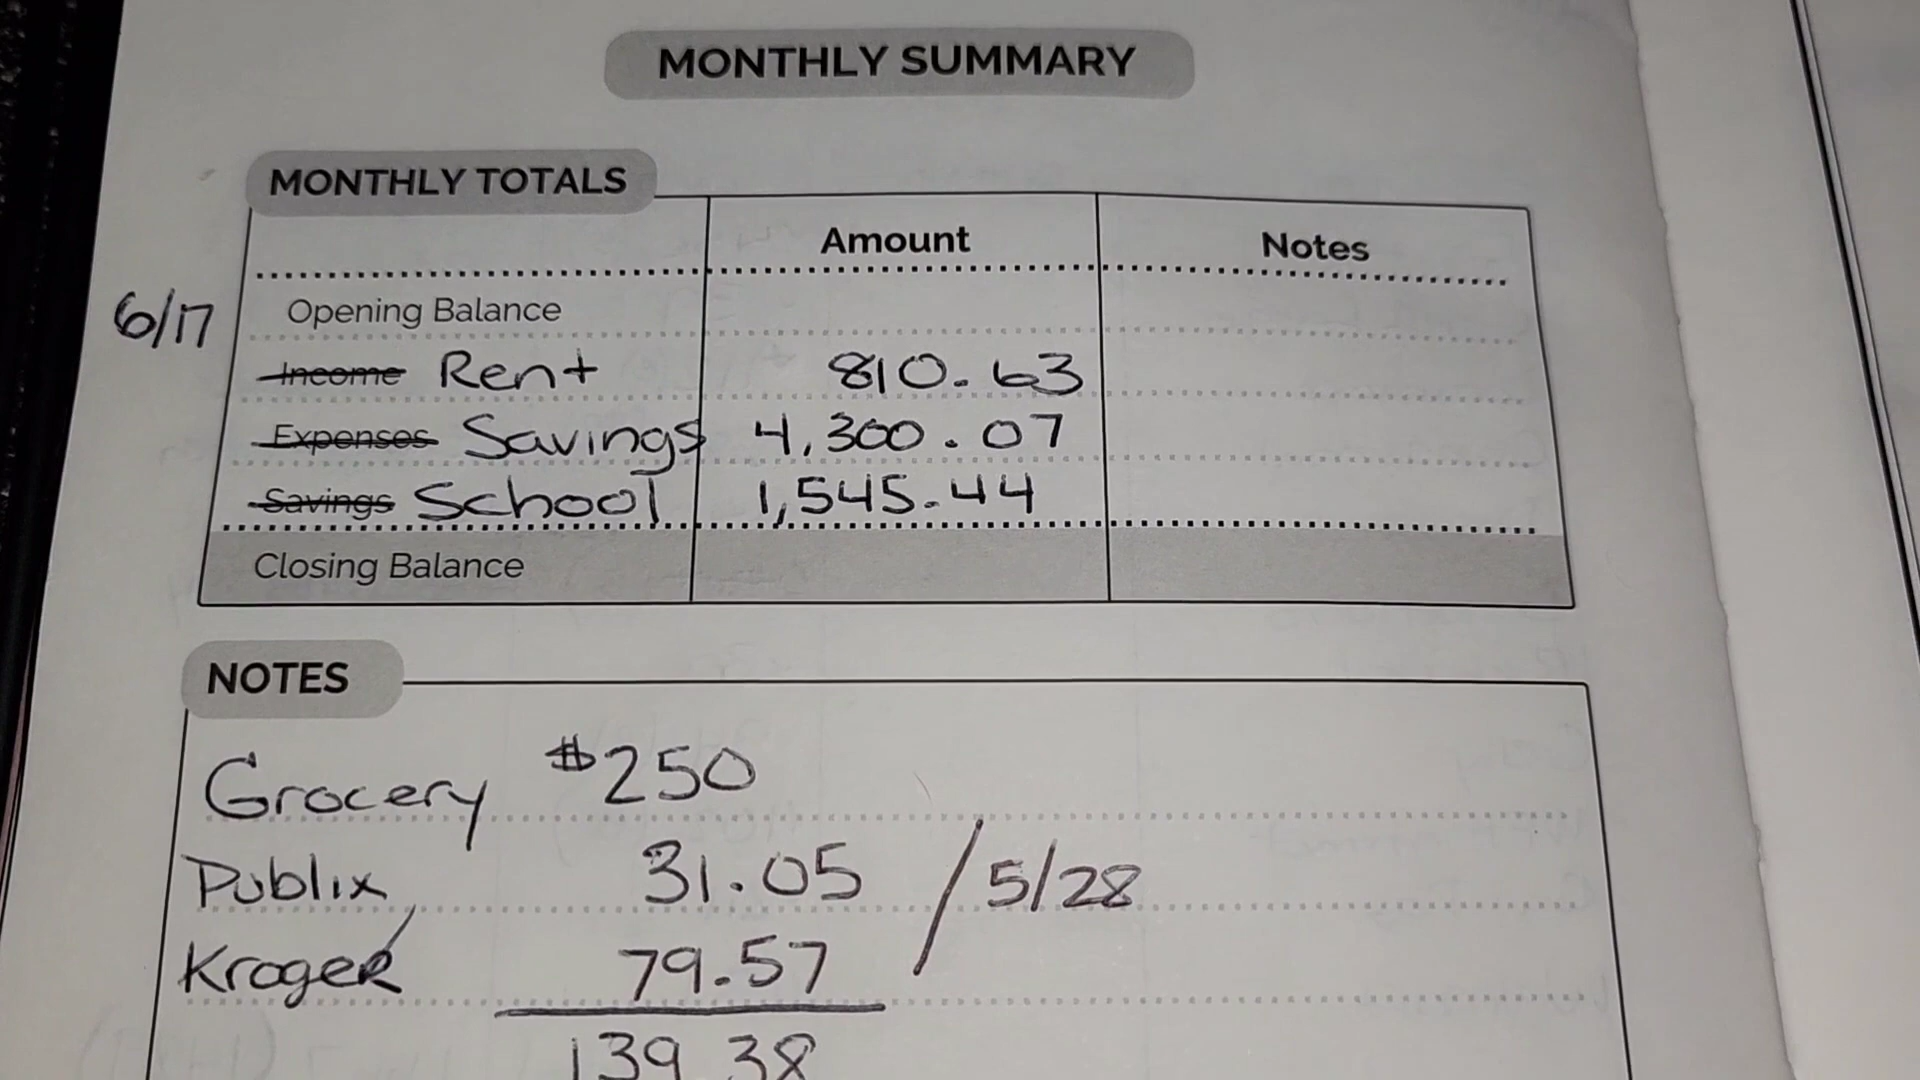 MONTHLY SUMMARY
MONTHLY TOTALS
Amount Notes
6/17 Opening Balance
Income Rent 810.63
Expenses Savings 4,300.07
Savings School 1,545.44
Closing Balance
NOTES
Grocery $250
Publix 31.05 / 5/28
Kroger 79.57
139.38